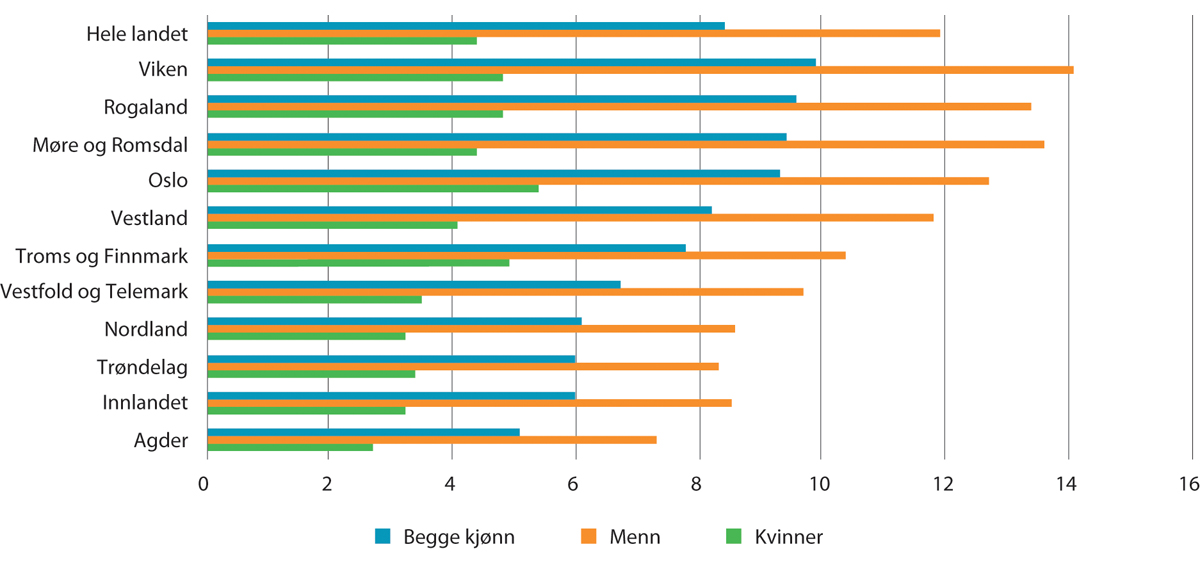 Hele landet
Viken
Rogaland
Møre og Romsdal
Oslo
Vestland
Troms og Finnmark
Vestfold og Telemark
Nordland
Trøndelag
Innlandet
Agder
0 2 4 6 8 10 12 14 16
Begge kjønn Menn Kvinner